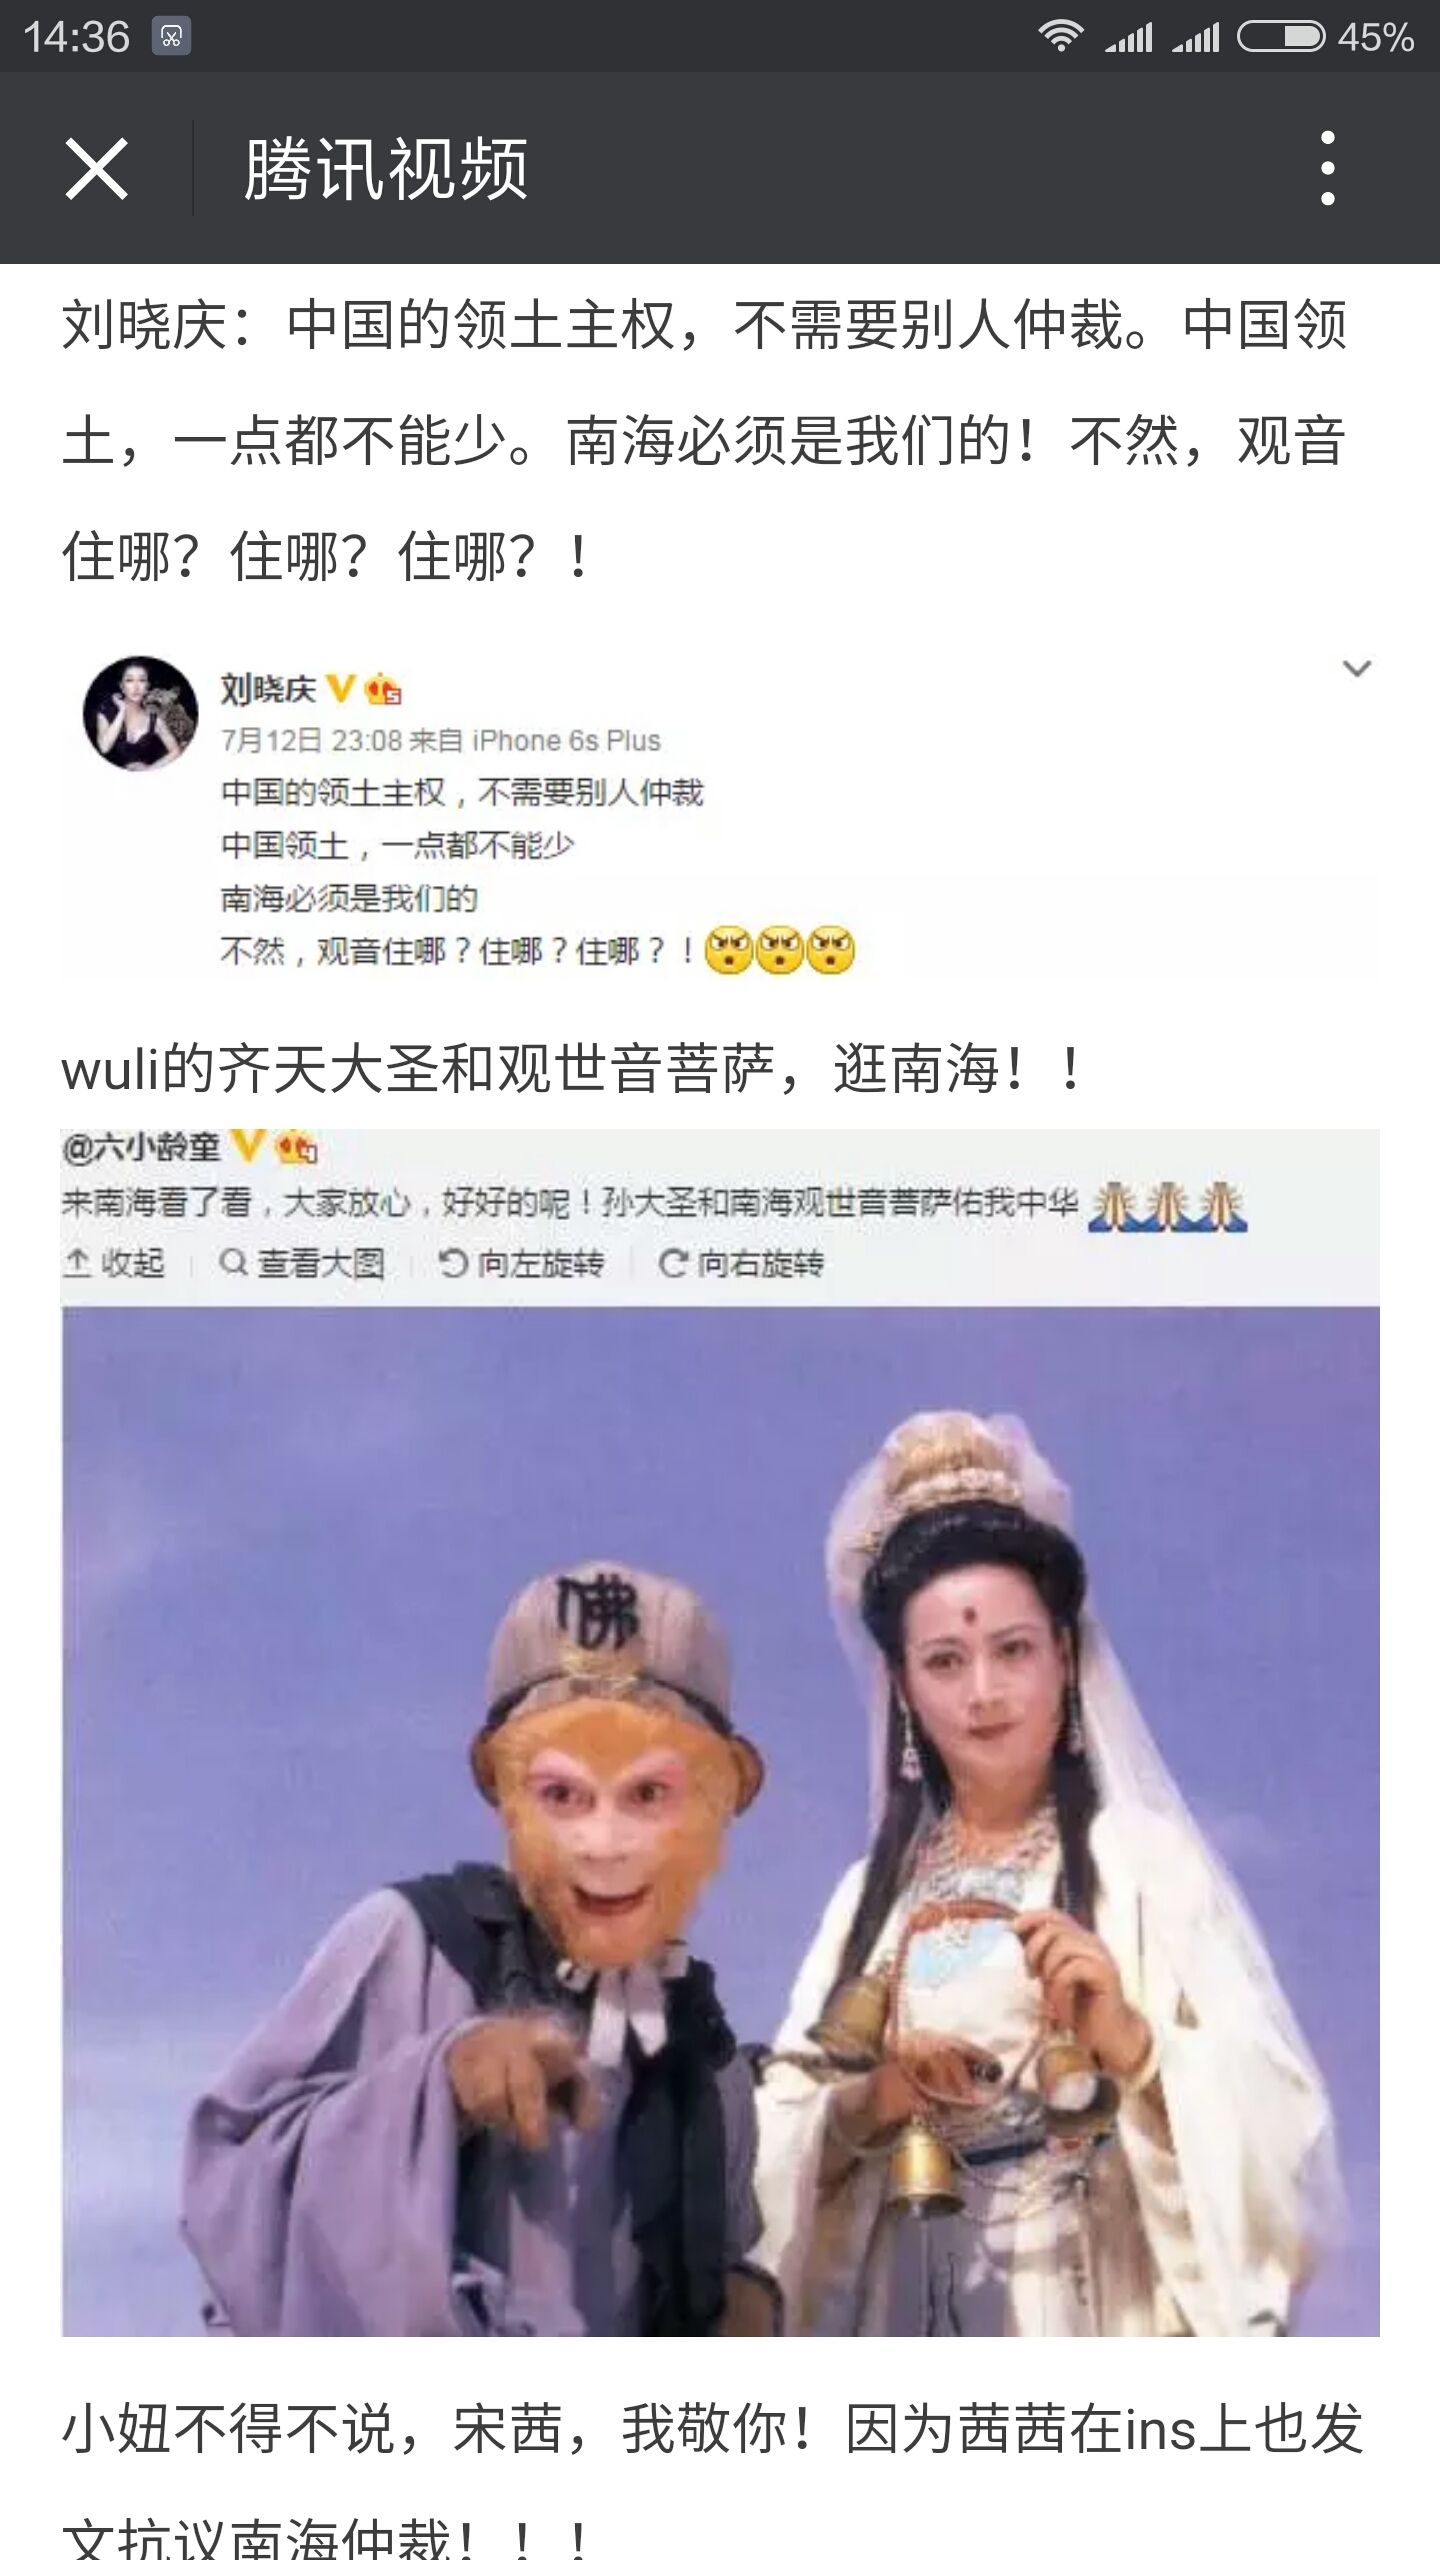 14:36
45%
腾讯视频
刘晓庆：中国的领土主权，不需要别人仲裁。中国领
土，一点都不能少。南海必须是我们的！不然，观音
住哪？住哪？住哪？！
刘晓庆
7月12日 23:08 来自 iPhone 6s Plus
中国的领土主权，不需要别人仲裁
中国领土，一点都不能少
南海必须是我们的
不然，观音住哪？住哪？住哪？！
wuli的齐天大圣和观世音菩萨，逛南海！！
@六小龄童
来南海看了看，大家放心，好好的呢！孙大圣和南海观世音菩萨佑我中华
收起 查看大图 向左旋转 向右旋转
佛
小妞不得不说，宋茜，我敬你！因为茜茜在ins上也发
文抗议南海仲裁！！！